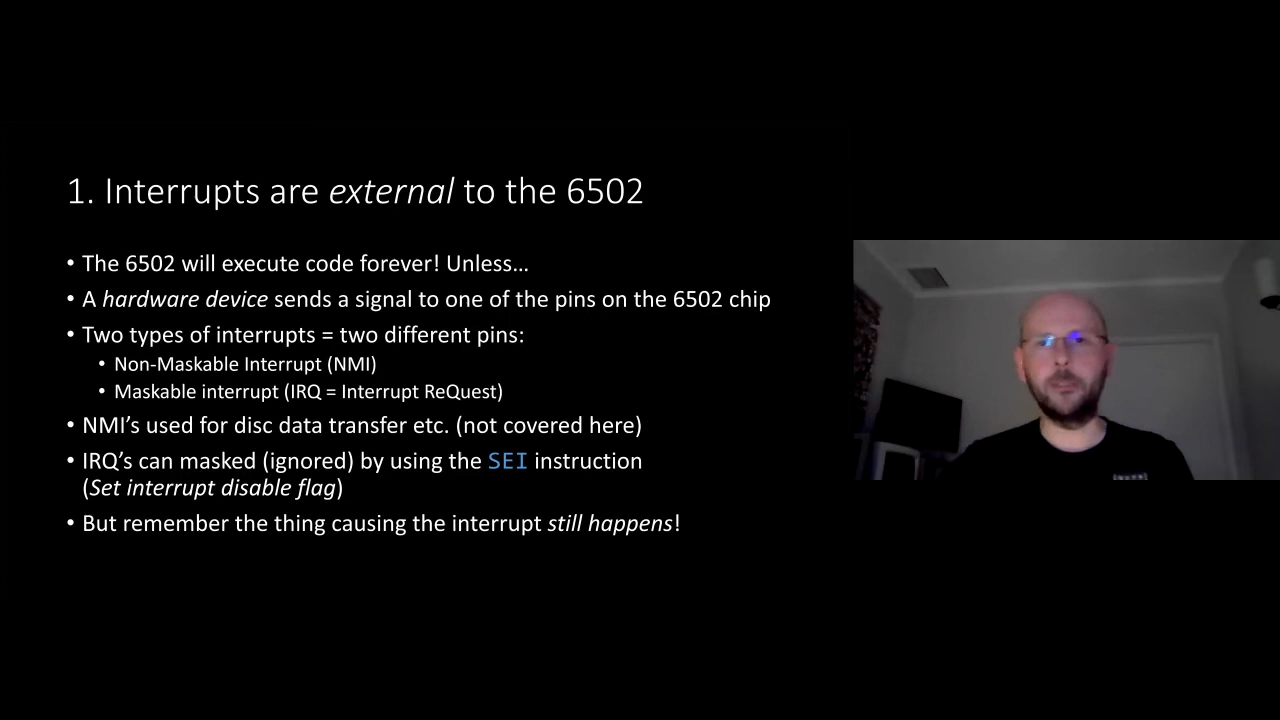 1. Interrupts are external to the 6502
• The 6502 will execute code forever! Unless…
• A hardware device sends a signal to one of the pins on the 6502 chip
• Two types of interrupts = two different pins:
• Non-Maskable Interrupt (NMI)
• Maskable interrupt (IRQ = Interrupt ReQuest)
• NMI’s used for disc data transfer etc. (not covered here)
• IRQ’s can masked (ignored) by using the SEI instruction
(Set interrupt disable flag)
• But remember the thing causing the interrupt still happens!